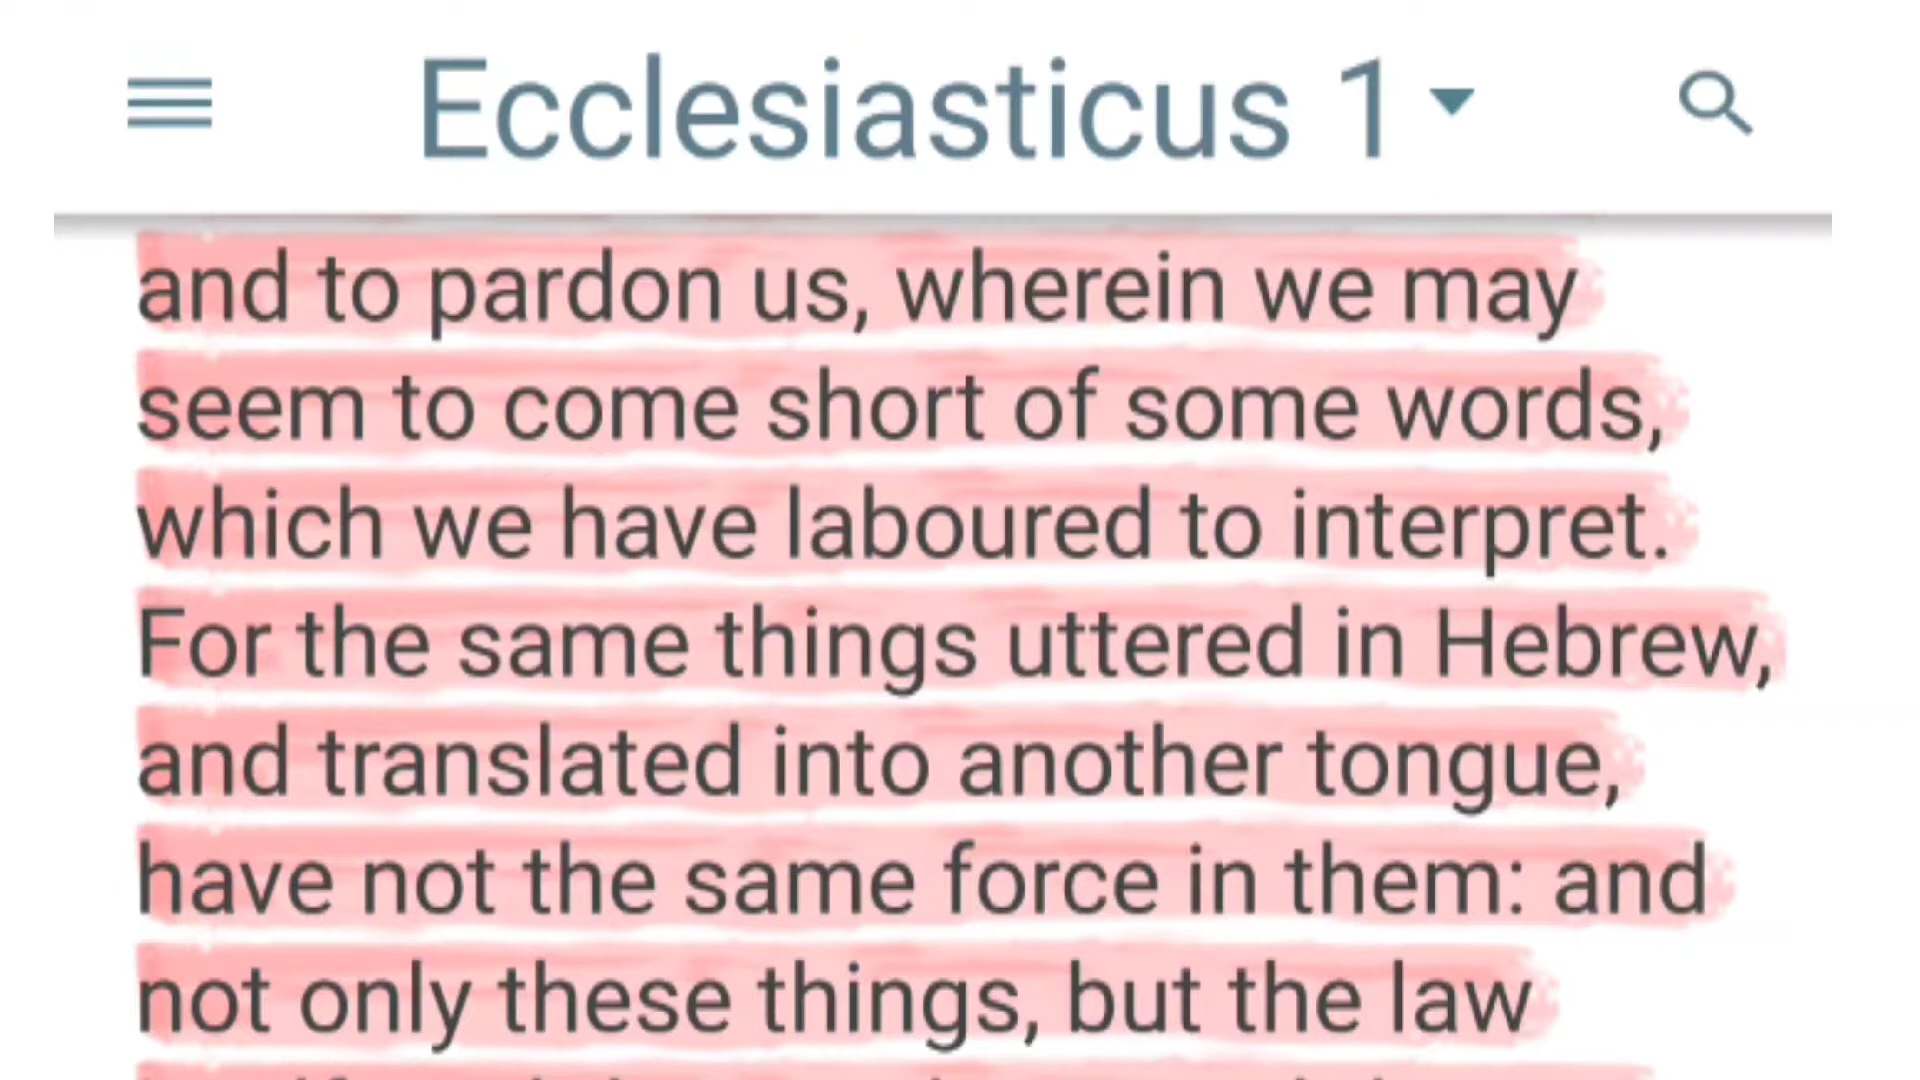 Ecclesiasticus 1
and to pardon us, wherein we may
seem to come short of some words,
which we have laboured to interpret.
For the same things uttered in Hebrew,
and translated into another tongue,
have not the same force in them: and
not only these things, but the law